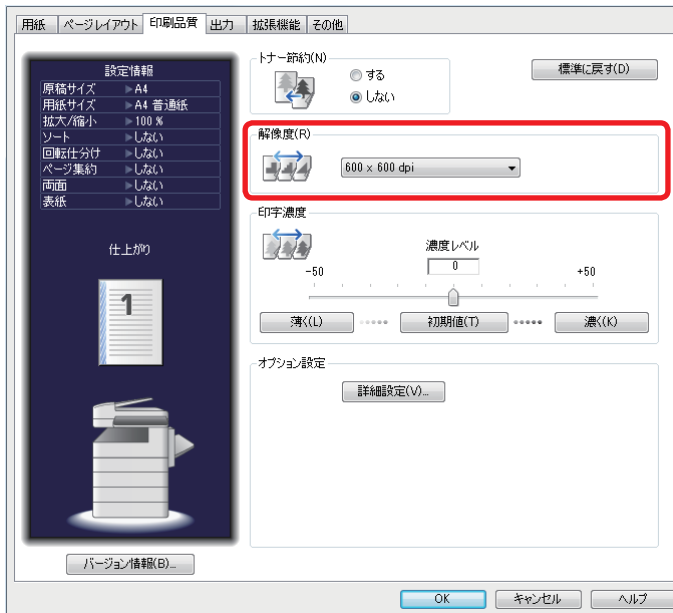 用紙 ページレイアウト 印刷品質 出力 拡張機能 その他
設定情報
原稿サイズ ▶A4
用紙サイズ ▶A4 普通紙
拡大/縮小 ▶100 %
ソート ▶しない
回転仕分け ▶しない
ページ集約 ▶しない
両面 ▶しない
表紙 ▶しない
仕上がり
1
バージョン情報(B)...
トナー節約(N)
する
しない
標準に戻す(D)
解像度(R)
600 x 600 dpi
印字濃度
濃度レベル
-50 0 +50
薄く(L) 初期値(T) 濃く(K)
オプション設定
詳細設定(V)...
OK キャンセル ヘルプ